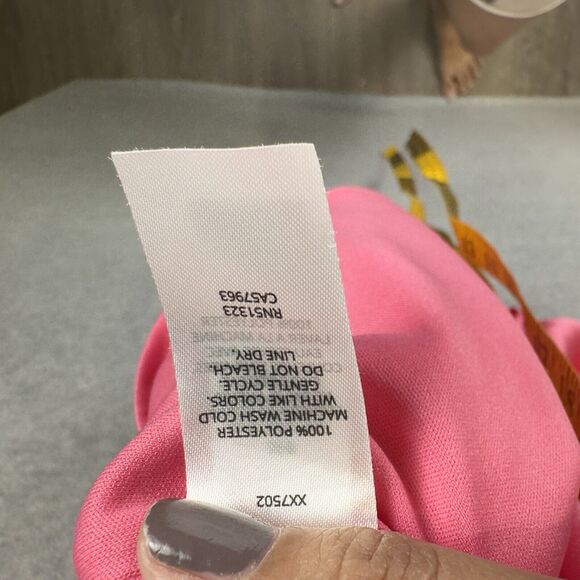 XX7502
100% POLYESTER
MACHINE WASH COLD
WITH LIKE COLORS.
GENTLE CYCLE.
DO NOT BLEACH.
LINE DRY.
RN51323
CA57963